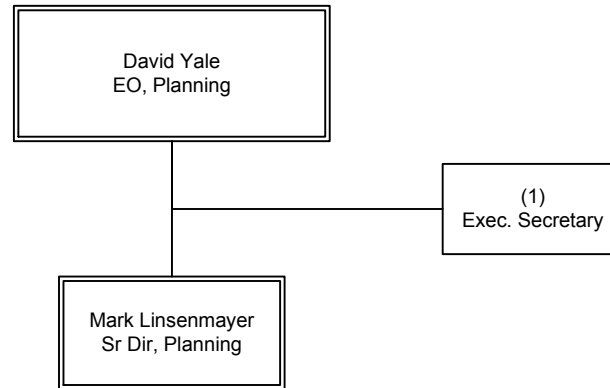 David Yale
EO, Planning
(1)
Exec. Secretary
Mark Linsenmayer
Sr Dir, Planning